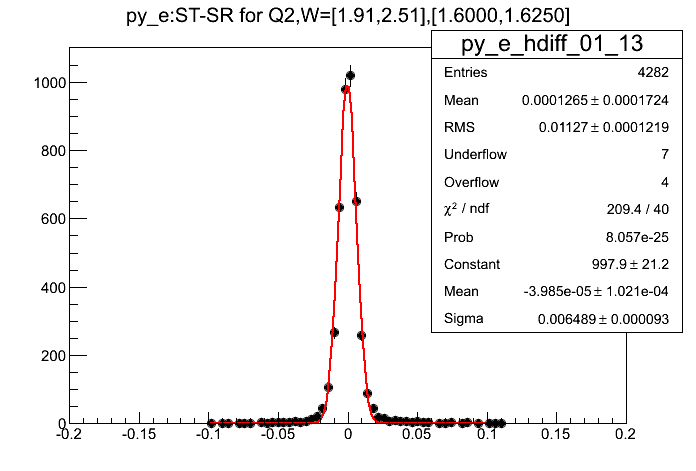 py_e:ST-SR for Q2,W=[1.91,2.51],[1.6000,1.6250]
py_e_hdiff_01_13
Entries 4282
Mean 0.0001265 ± 0.0001724
RMS 0.01127 ± 0.0001219
Underflow 7
Overflow 4
χ² / ndf 209.4 / 40
Prob 8.057e-25
Constant 997.9 ± 21.2
Mean -3.985e-05 ± 1.021e-04
Sigma 0.006489 ± 0.000093
1000
800
600
400
200
0
-0.2 -0.15 -0.1 -0.05 0 0.05 0.1 0.15 0.2